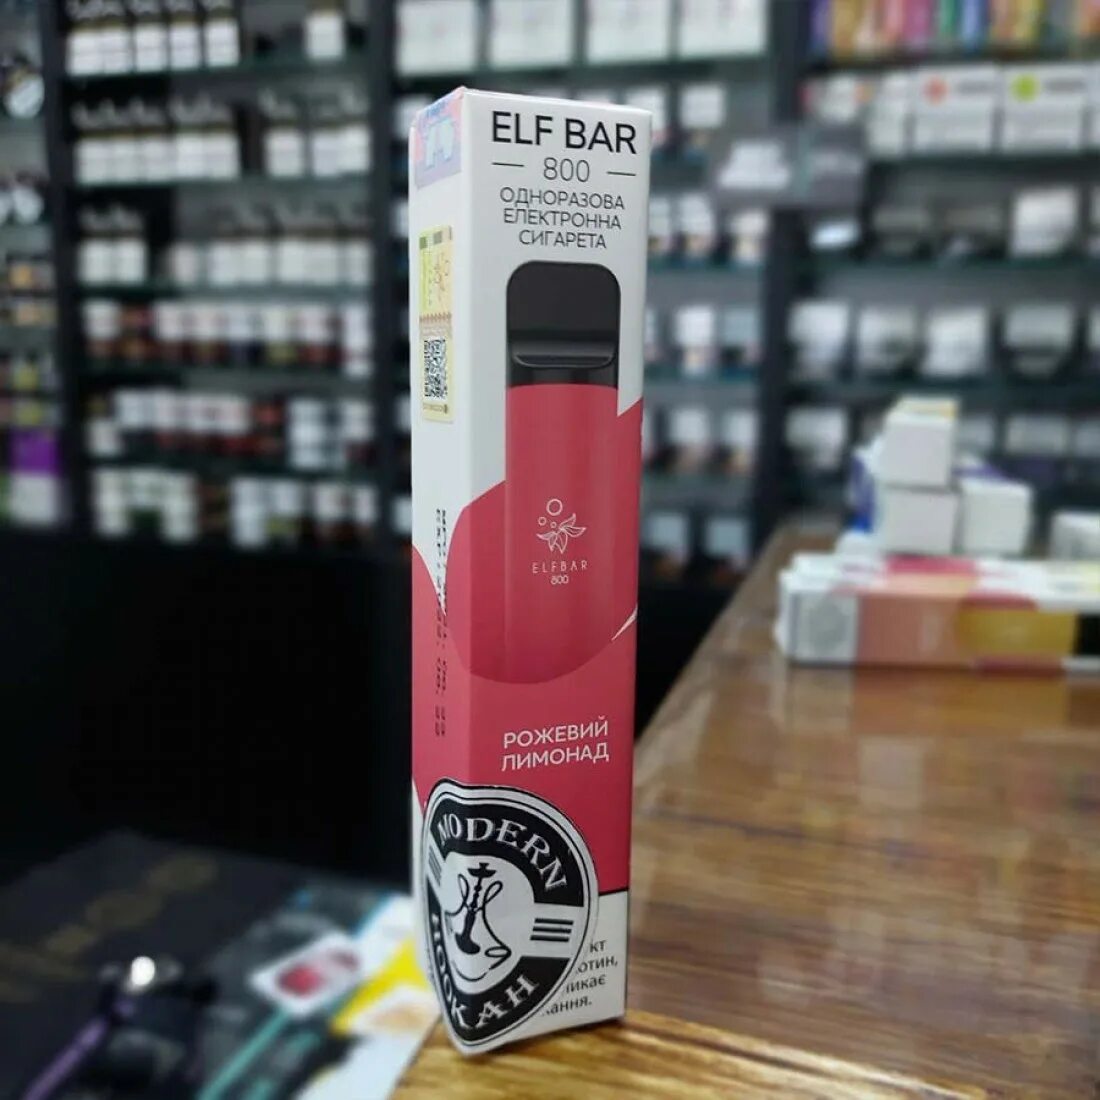 ELF BAR
800
ОДНОРАЗОВА
ЕЛЕКТРОННА
СИГАРЕТА
ELFBAR
800
РОЖЕВИЙ
ЛИМОНАД
MODERN
HOOKAH